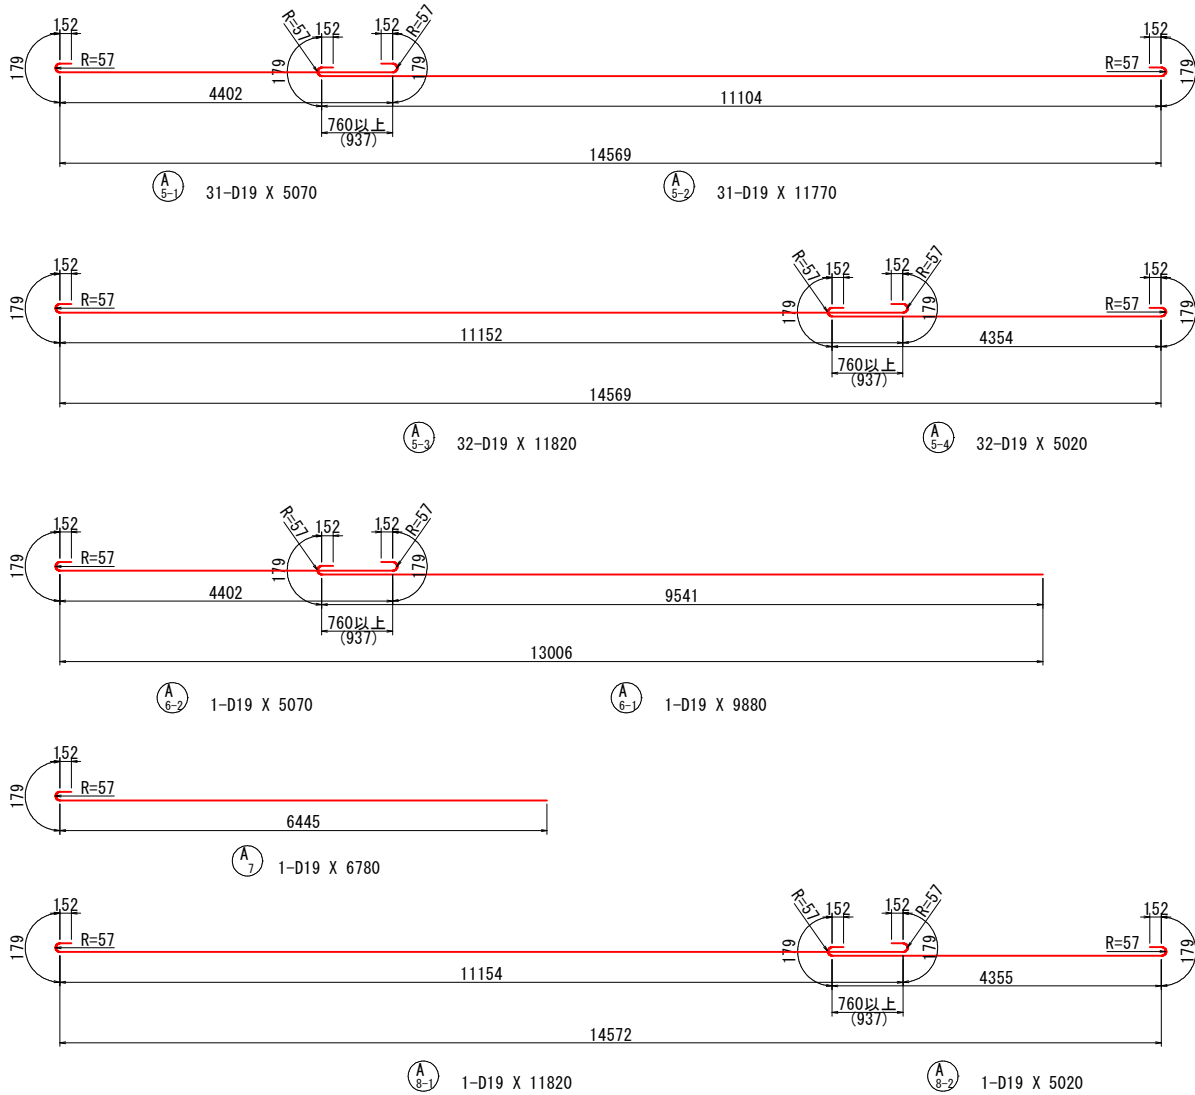 152 R=57 152 152 R=57 152
179 R=57 179 179 R=57 179
4402 11104
760以上
(937)
14569
A 5-1 31-D19 X 5070 A 5-2 31-D19 X 11770
152 R=57 152 152 R=57 152
179 R=57 179 179 R=57 179
11152 4354
760以上
(937)
14569
A 5-3 32-D19 X 11820 A 5-4 32-D19 X 5020
152 R=57 152 152 R=57
179 R=57 179 179
4402 9541
760以上
(937)
13006
A 6-2 1-D19 X 5070 A 6-1 1-D19 X 9880
152
179 R=57
6445
A 7 1-D19 X 6780
152 R=57 152 152 R=57 152
179 R=57 179 179 R=57 179
11154 4355
760以上
(937)
14572
A 8-1 1-D19 X 11820 A 8-2 1-D19 X 5020